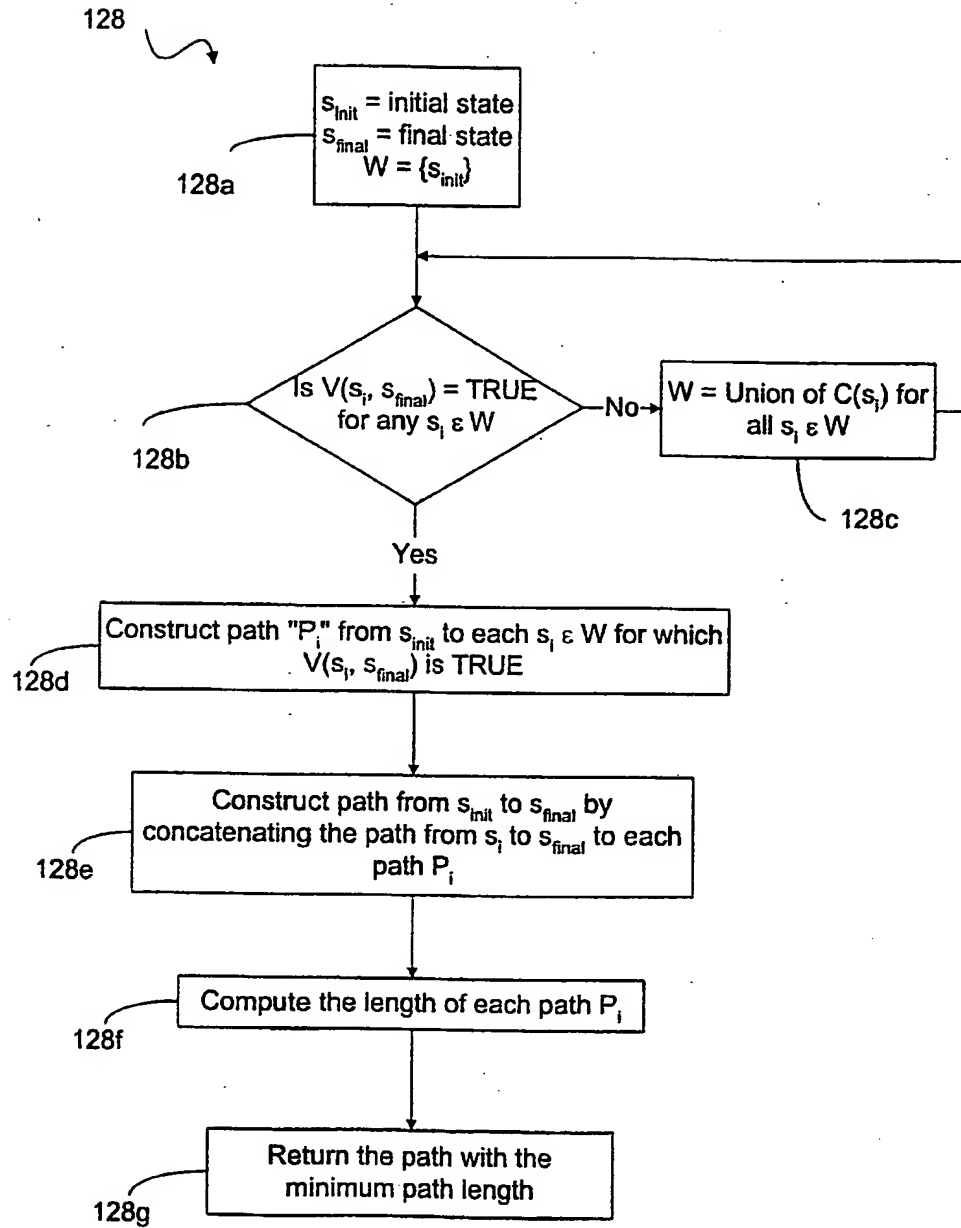 128
s_init = initial state
s_final = final state
W = {s_init}
128a
Is V(s_i, s_final) = TRUE
for any s_i ε W
128b
No
W = Union of C(s_i) for
all s_i ε W
128c
Yes
Construct path "P_i" from s_init to each s_i ε W for which
V(s_i, s_final) is TRUE
128d
Construct path from s_init to s_final by
concatenating the path from s_i to s_final to each
path P_i
128e
Compute the length of each path P_i
128f
Return the path with the
minimum path length
128g